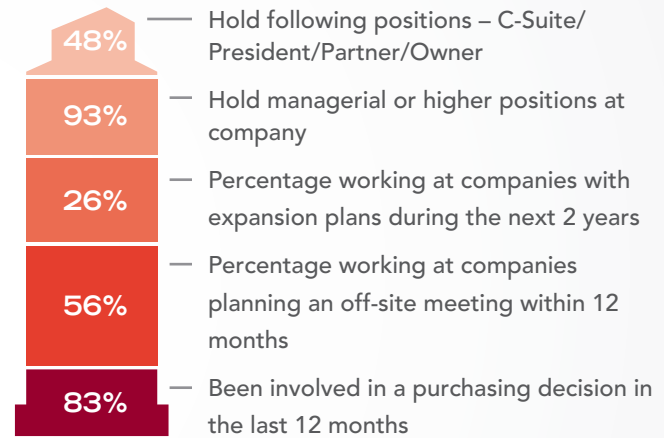 48%
Hold following positions – C-Suite/
President/Partner/Owner
93%
Hold managerial or higher positions at
company
26%
Percentage working at companies with
expansion plans during the next 2 years
56%
Percentage working at companies
planning an off-site meeting within 12
months
83%
Been involved in a purchasing decision in
the last 12 months